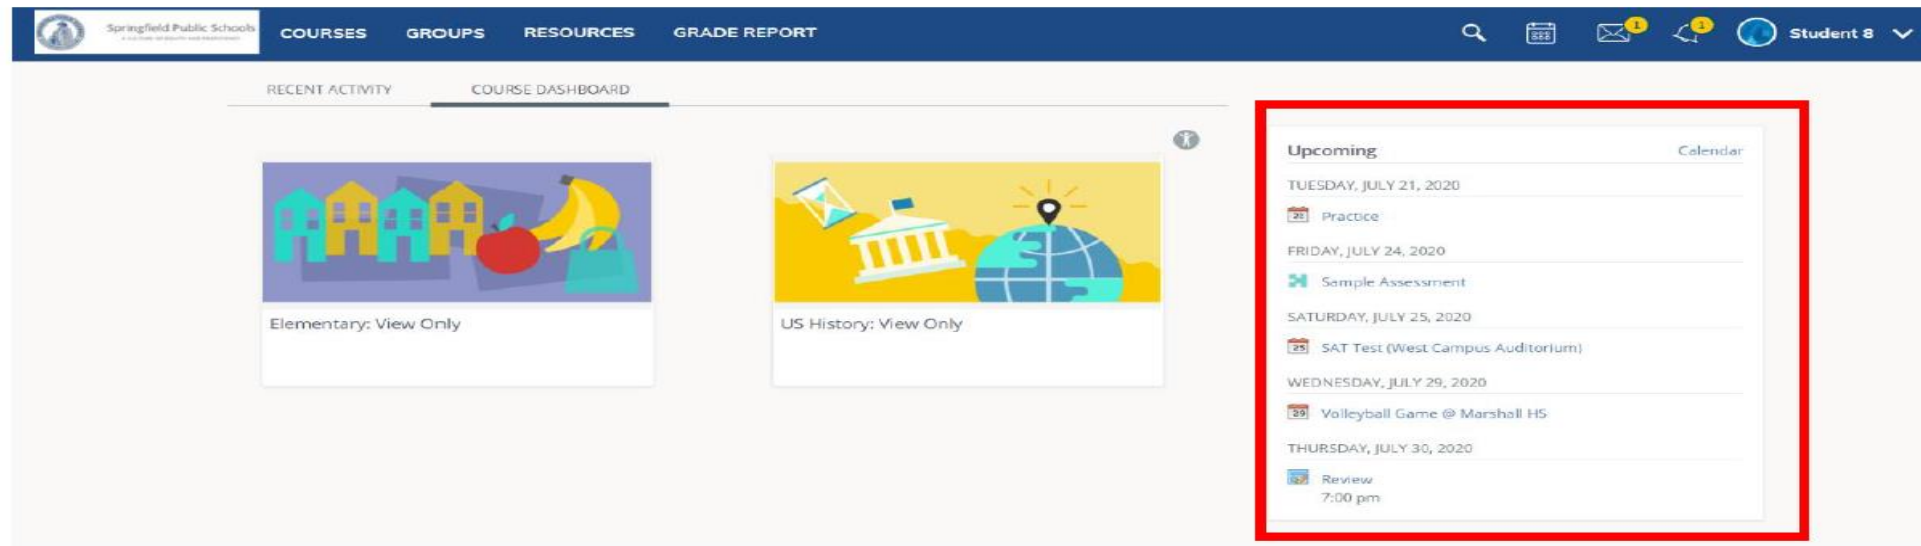 Springfield Public Schools
COURSES GROUPS RESOURCES GRADE REPORT
1 1 Student 8
RECENT ACTIVITY COURSE DASHBOARD
Elementary: View Only
US History: View Only
Upcoming Calendar
TUESDAY, JULY 21, 2020
Practice
FRIDAY, JULY 24, 2020
Sample Assessment
SATURDAY, JULY 25, 2020
25 SAT Test (West Campus Auditorium)
WEDNESDAY, JULY 29, 2020
29 Volleyball Game @ Marshall HS
THURSDAY, JULY 30, 2020
Review
7:00 pm